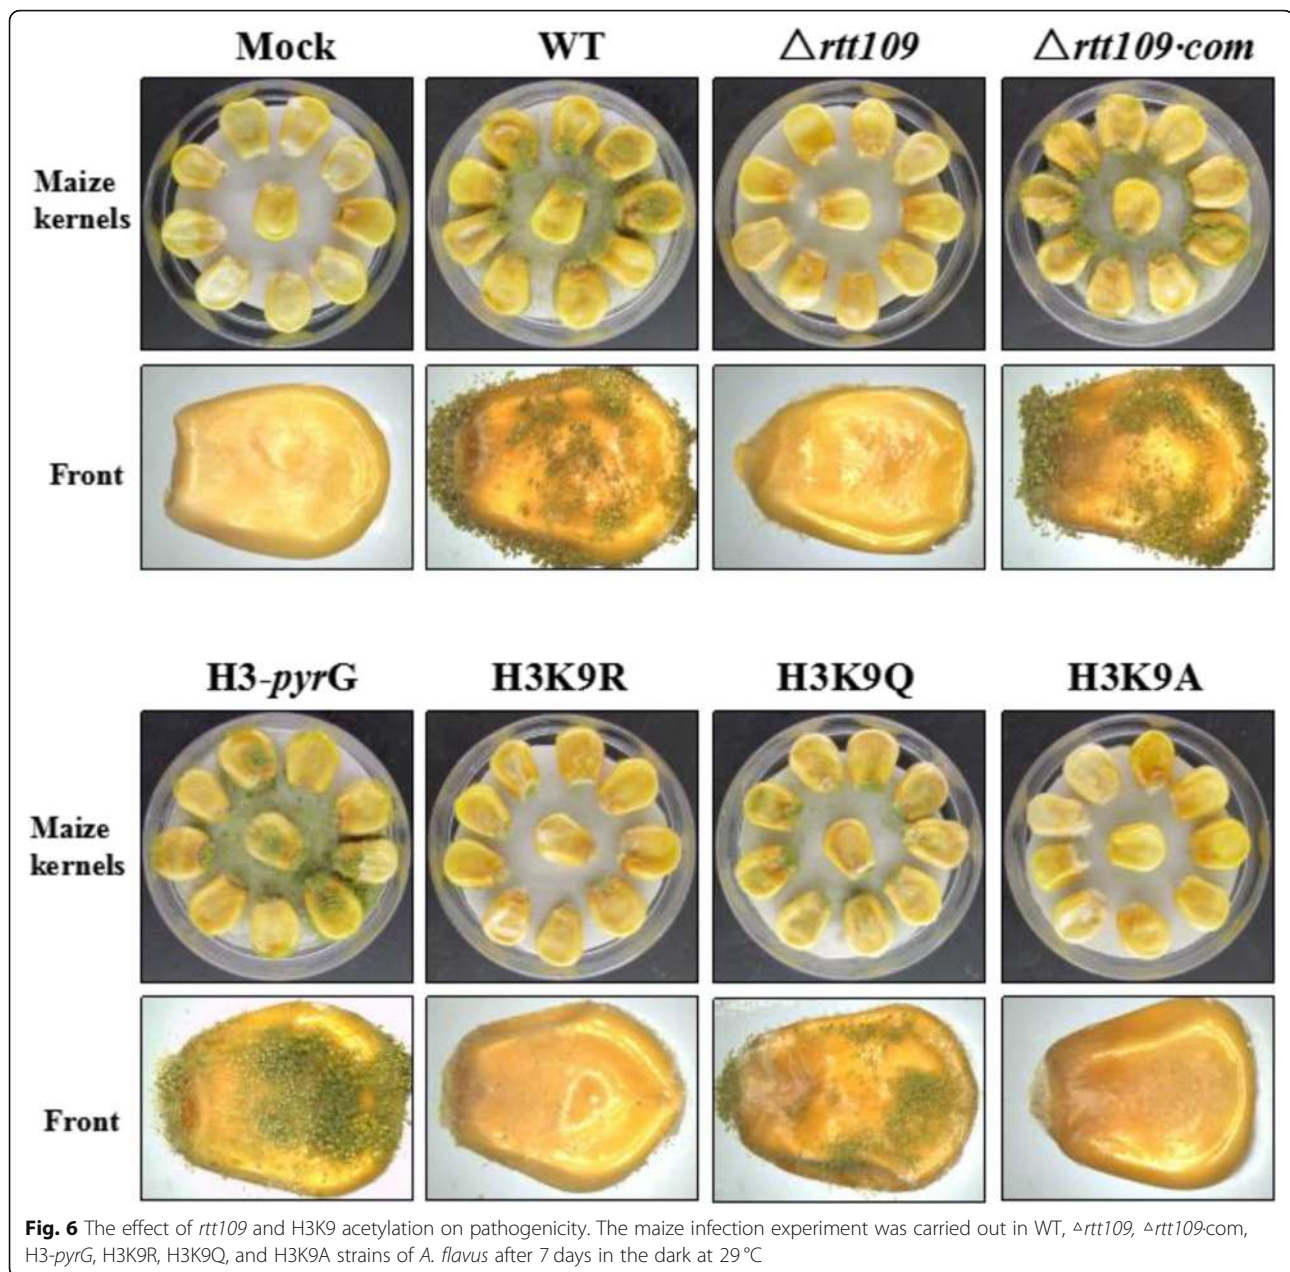 Mock WT △rtt109 △rtt109·com
Maize
kernels
Front
H3-pyrG H3K9R H3K9Q H3K9A
Maize
kernels
Front
Fig. 6 The effect of rtt109 and H3K9 acetylation on pathogenicity. The maize infection experiment was carried out in WT, △rtt109, △rtt109·com,
H3-pyrG, H3K9R, H3K9Q, and H3K9A strains of A. flavus after 7 days in the dark at 29 °C